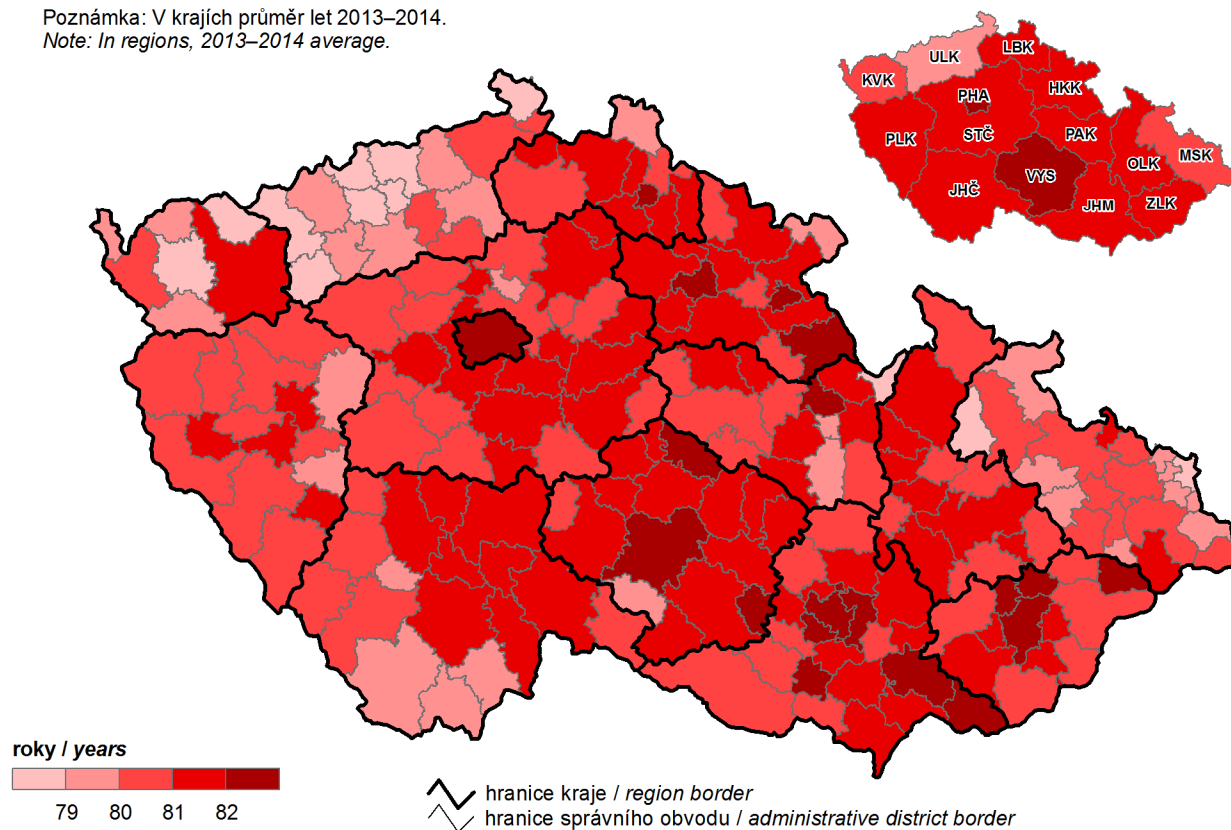 Poznámka: V krajích průměr let 2013–2014.
Note: In regions, 2013–2014 average.
LBK
ULK
KVK
HKK
PHA
PLK
STČ
PAK
MSK
OLK
VYS
JHČ
ZLK
JHM
roky / years
79 80 81 82
hranice kraje / region border
hranice správního obvodu / administrative district border